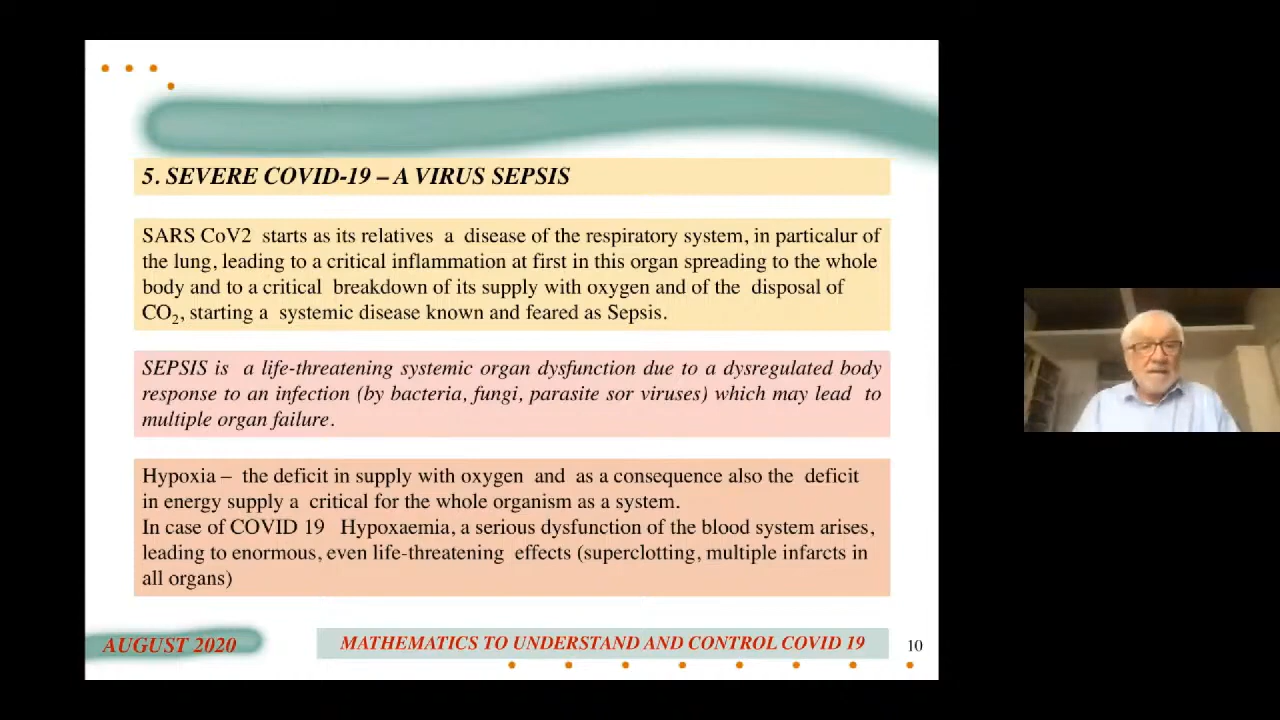 5. SEVERE COVID-19 – A VIRUS SEPSIS
SARS CoV2 starts as its relatives a disease of the respiratory system, in particalur of
the lung, leading to a critical inflammation at first in this organ spreading to the whole
body and to a critical breakdown of its supply with oxygen and of the disposal of
CO₂, starting a systemic disease known and feared as Sepsis.
SEPSIS is a life-threatening systemic organ dysfunction due to a dysregulated body
response to an infection (by bacteria, fungi, parasite sor viruses) which may lead to
multiple organ failure.
Hypoxia – the deficit in supply with oxygen and as a consequence also the deficit
in energy supply a critical for the whole organism as a system.
In case of COVID 19 Hypoxaemia, a serious dysfunction of the blood system arises,
leading to enormous, even life-threatening effects (superclotting, multiple infarcts in
all organs)
AUGUST 2020
MATHEMATICS TO UNDERSTAND AND CONTROL COVID 19
10